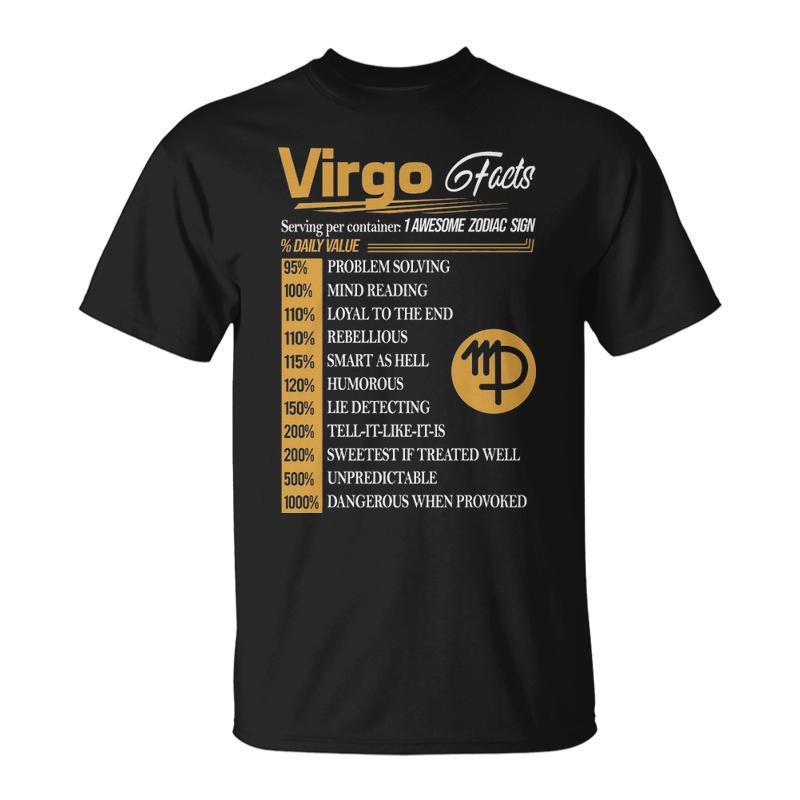 Virgo Facts
Serving per container: 1 AWESOME ZODIAC SIGN
% DAILY VALUE
95% PROBLEM SOLVING
100% MIND READING
110% LOYAL TO THE END
110% REBELLIOUS
115% SMART AS HELL
120% HUMOROUS
150% LIE DETECTING
200% TELL-IT-LIKE-IT-IS
200% SWEETEST IF TREATED WELL
500% UNPREDICTABLE
1000% DANGEROUS WHEN PROVOKED